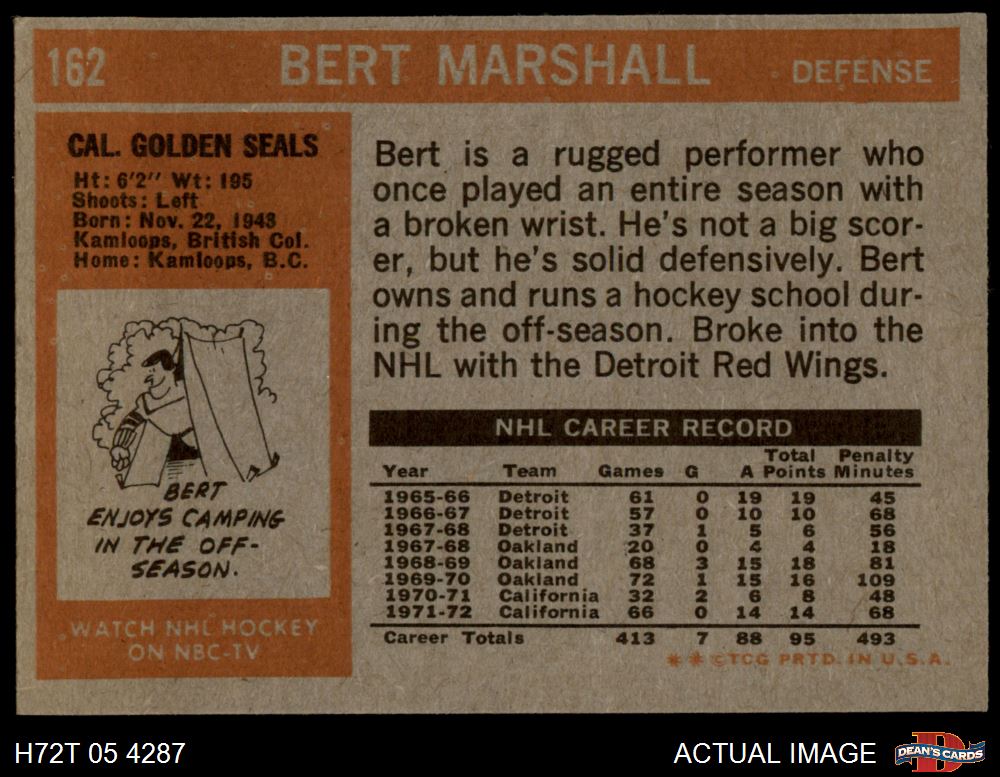 162 BERT MARSHALL DEFENSE
CAL. GOLDEN SEALS
Ht: 6'2" Wt: 195
Shoots: Left
Born: Nov. 22, 1943
Kamloops, British Col.
Home: Kamloops, B.C.
BERT
ENJOYS CAMPING
IN THE OFF-
SEASON.
WATCH NHL HOCKEY
ON NBC-TV
Bert is a rugged performer who
once played an entire season with
a broken wrist. He's not a big scor-
er, but he's solid defensively. Bert
owns and runs a hockey school dur-
ing the off-season. Broke into the
NHL with the Detroit Red Wings.
NHL CAREER RECORD
Total Penalty
Year Team Games G A Points Minutes
1965-66 Detroit 61 0 19 19 45
1966-67 Detroit 57 0 10 10 68
1967-68 Detroit 37 1 5 6 56
1967-68 Oakland 20 0 4 4 18
1968-69 Oakland 68 3 15 18 81
1969-70 Oakland 72 1 15 16 109
1970-71 California 32 2 6 8 48
1971-72 California 66 0 14 14 68
Career Totals 413 7 88 95 493
* * © TCG PRTD. IN U.S.A.
H72T 05 4287 ACTUAL IMAGE DEAN'S CARDS